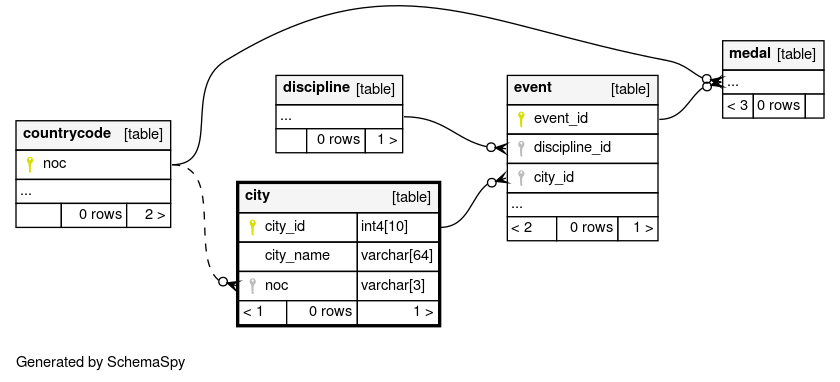 medal [table]
...
< 3 0 rows
discipline [table]
...
0 rows 1 >
event [table]
event_id
discipline_id
city_id
...
< 2 0 rows 1 >
countrycode [table]
noc
...
0 rows 2 >
city [table]
city_id int4[10]
city_name varchar[64]
noc varchar[3]
< 1 0 rows 1 >
Generated by SchemaSpy